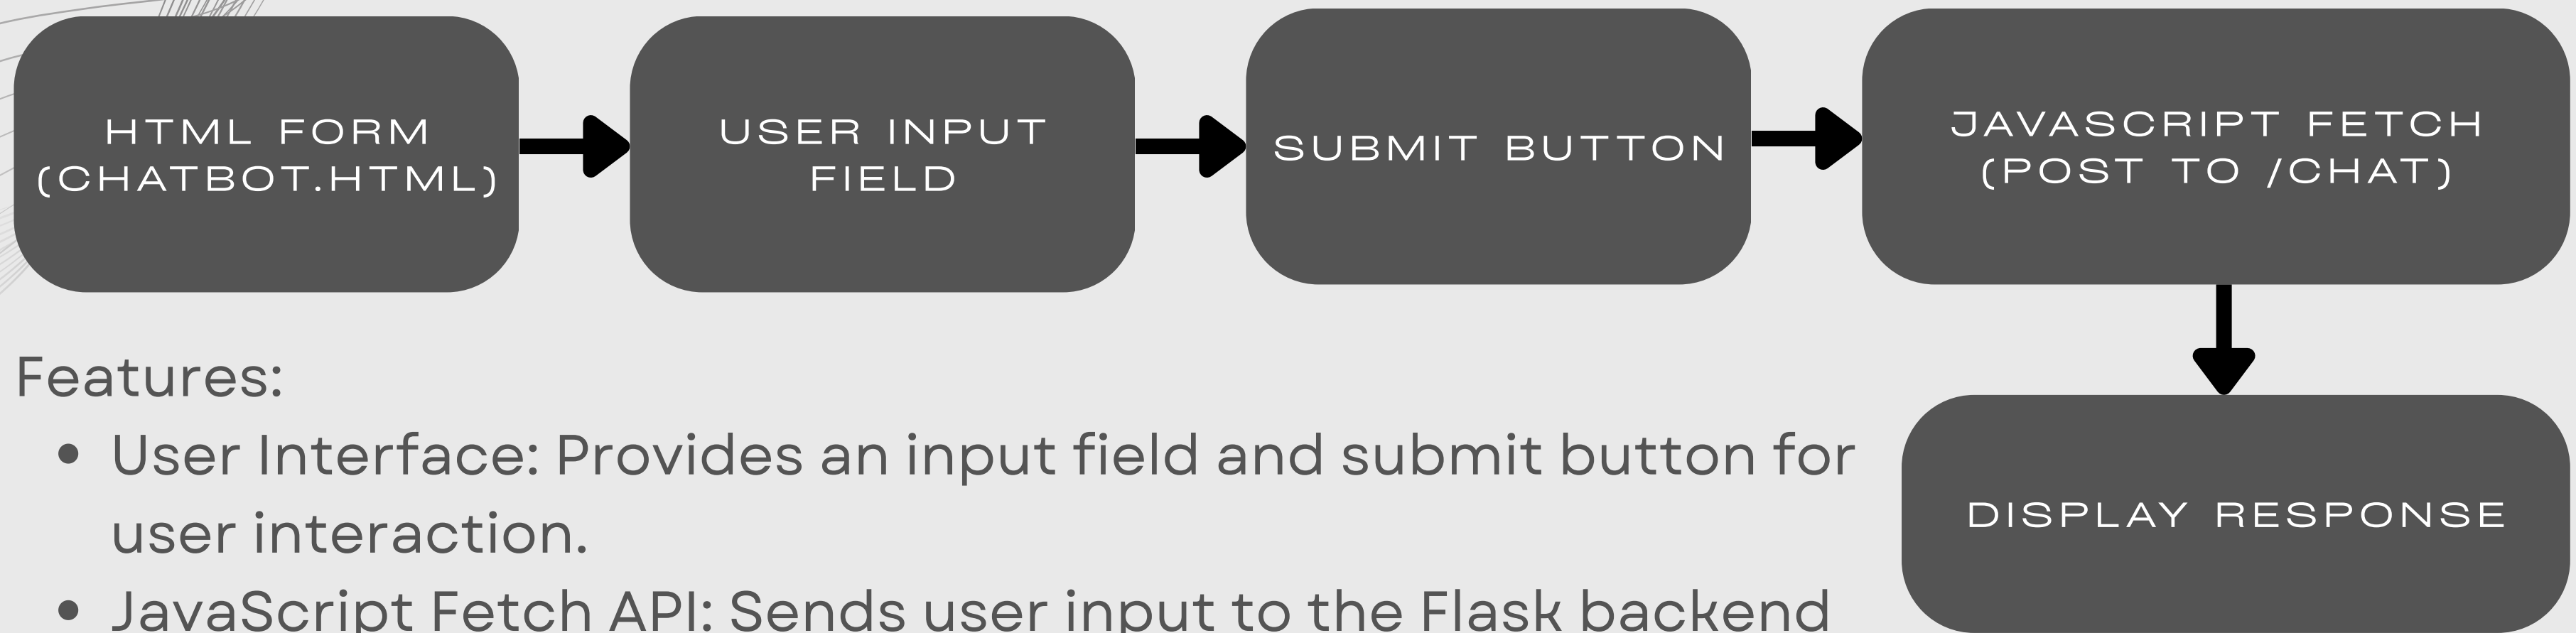 HTML FORM
(CHATBOT.HTML)
USER INPUT
FIELD
SUBMIT BUTTON
JAVASCRIPT FETCH
(POST TO /CHAT)
DISPLAY RESPONSE
Features:
• User Interface: Provides an input field and submit button for
user interaction.
• JavaScript Fetch API: Sends user input to the Flask backend